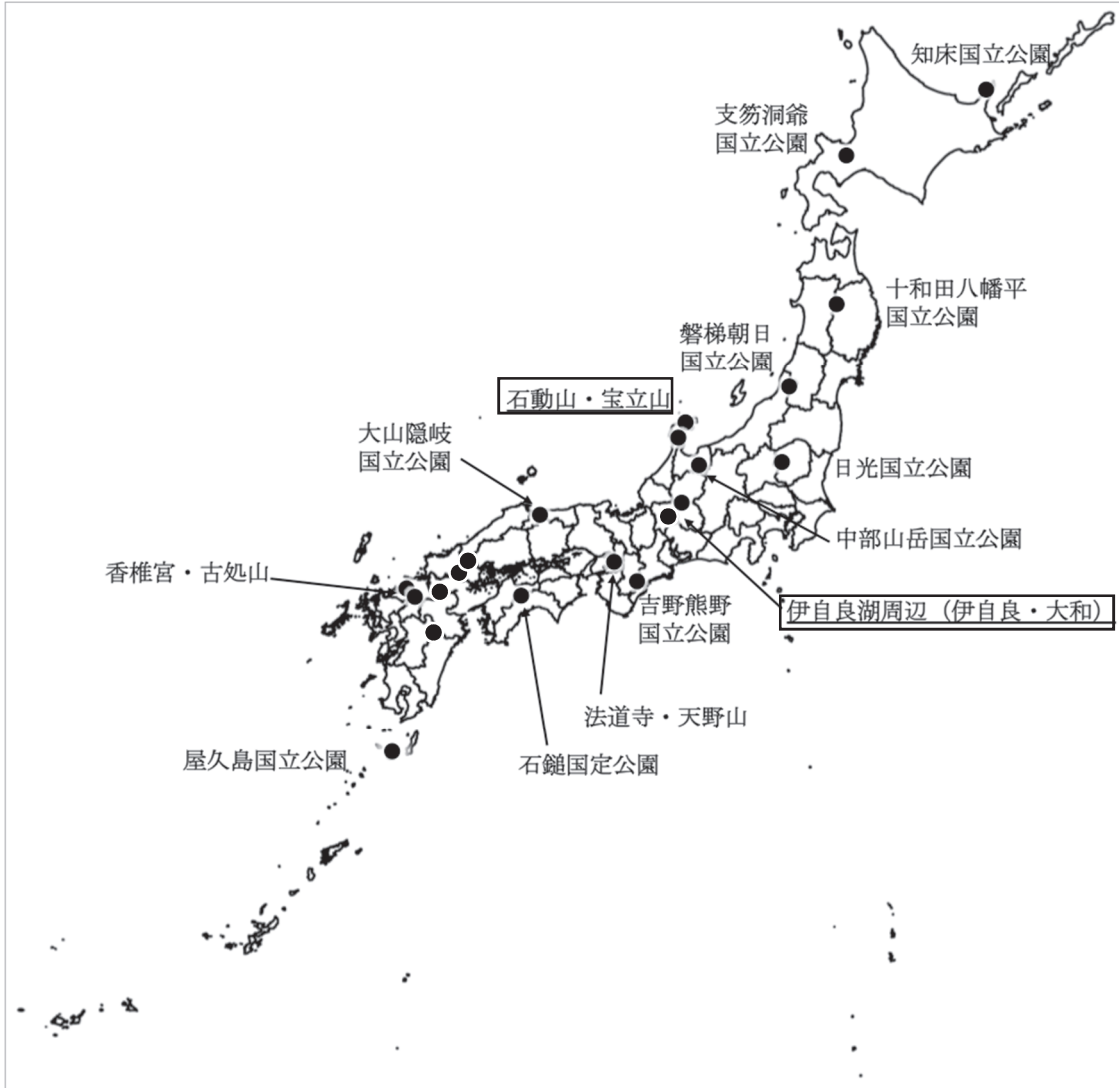 知床国立公園
支笏洞爺
国立公園
十和田八幡平
国立公園
磐梯朝日
国立公園
石動山・宝立山
大山隠岐
国立公園
日光国立公園
中部山岳国立公園
香椎宮・古処山
伊自良湖周辺（伊自良・大和）
吉野熊野
国立公園
法道寺・天野山
屋久島国立公園
石鎚国定公園